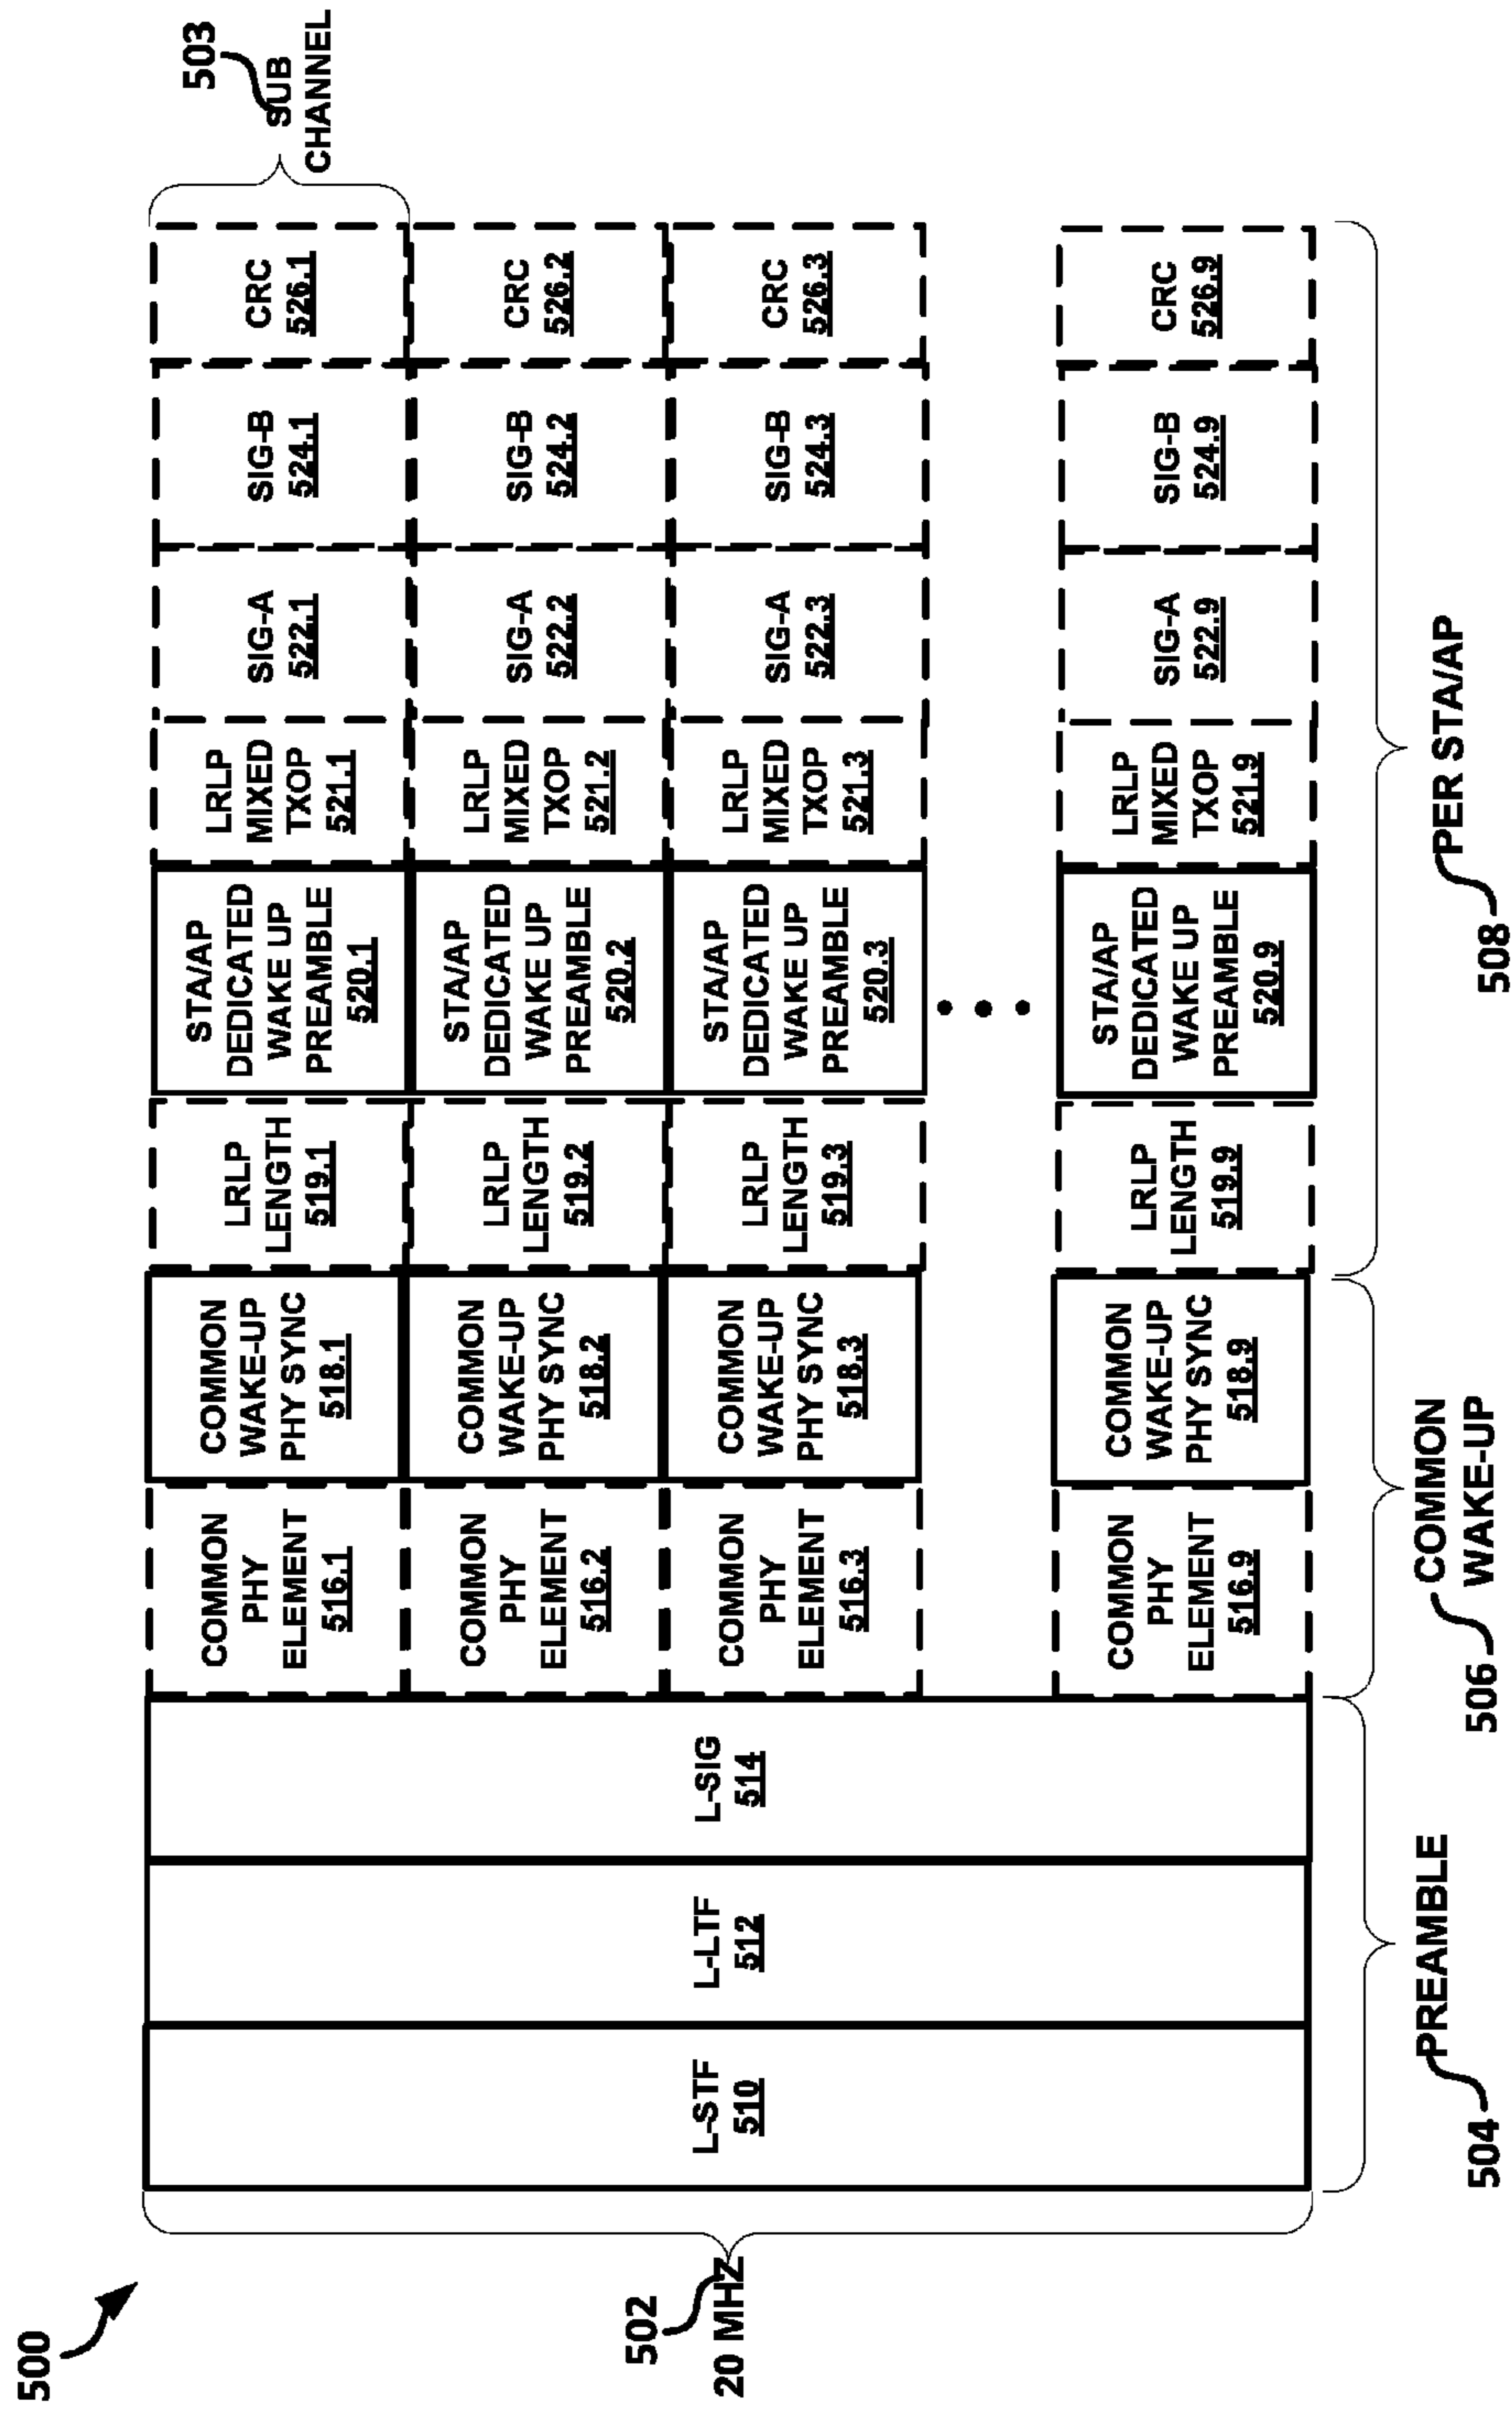 500
502
20 MHZ
503
SUB
CHANNEL
L-STF
510
L-LTF
512
L-SIG
514
COMMON
PHY
ELEMENT
516.1
COMMON
WAKE-UP
PHY SYNC
518.1
LRLP
LENGTH
519.1
STA/AP
DEDICATED
WAKE UP
PREAMBLE
520.1
LRLP
MIXED
TXOP
521.1
SIG-A
522.1
SIG-B
524.1
CRC
526.1
COMMON
PHY
ELEMENT
516.2
COMMON
WAKE-UP
PHY SYNC
518.2
LRLP
LENGTH
519.2
STA/AP
DEDICATED
WAKE UP
PREAMBLE
520.2
LRLP
MIXED
TXOP
521.2
SIG-A
522.2
SIG-B
524.2
CRC
526.2
COMMON
PHY
ELEMENT
516.3
COMMON
WAKE-UP
PHY SYNC
518.3
LRLP
LENGTH
519.3
STA/AP
DEDICATED
WAKE UP
PREAMBLE
520.3
LRLP
MIXED
TXOP
521.3
SIG-A
522.3
SIG-B
524.3
CRC
526.3
COMMON
PHY
ELEMENT
516.9
COMMON
WAKE-UP
PHY SYNC
518.9
LRLP
LENGTH
519.9
STA/AP
DEDICATED
WAKE UP
PREAMBLE
520.9
LRLP
MIXED
TXOP
521.9
SIG-A
522.9
SIG-B
524.9
CRC
526.9
PREAMBLE
504
COMMON
WAKE-UP
506
PER STA/AP
508